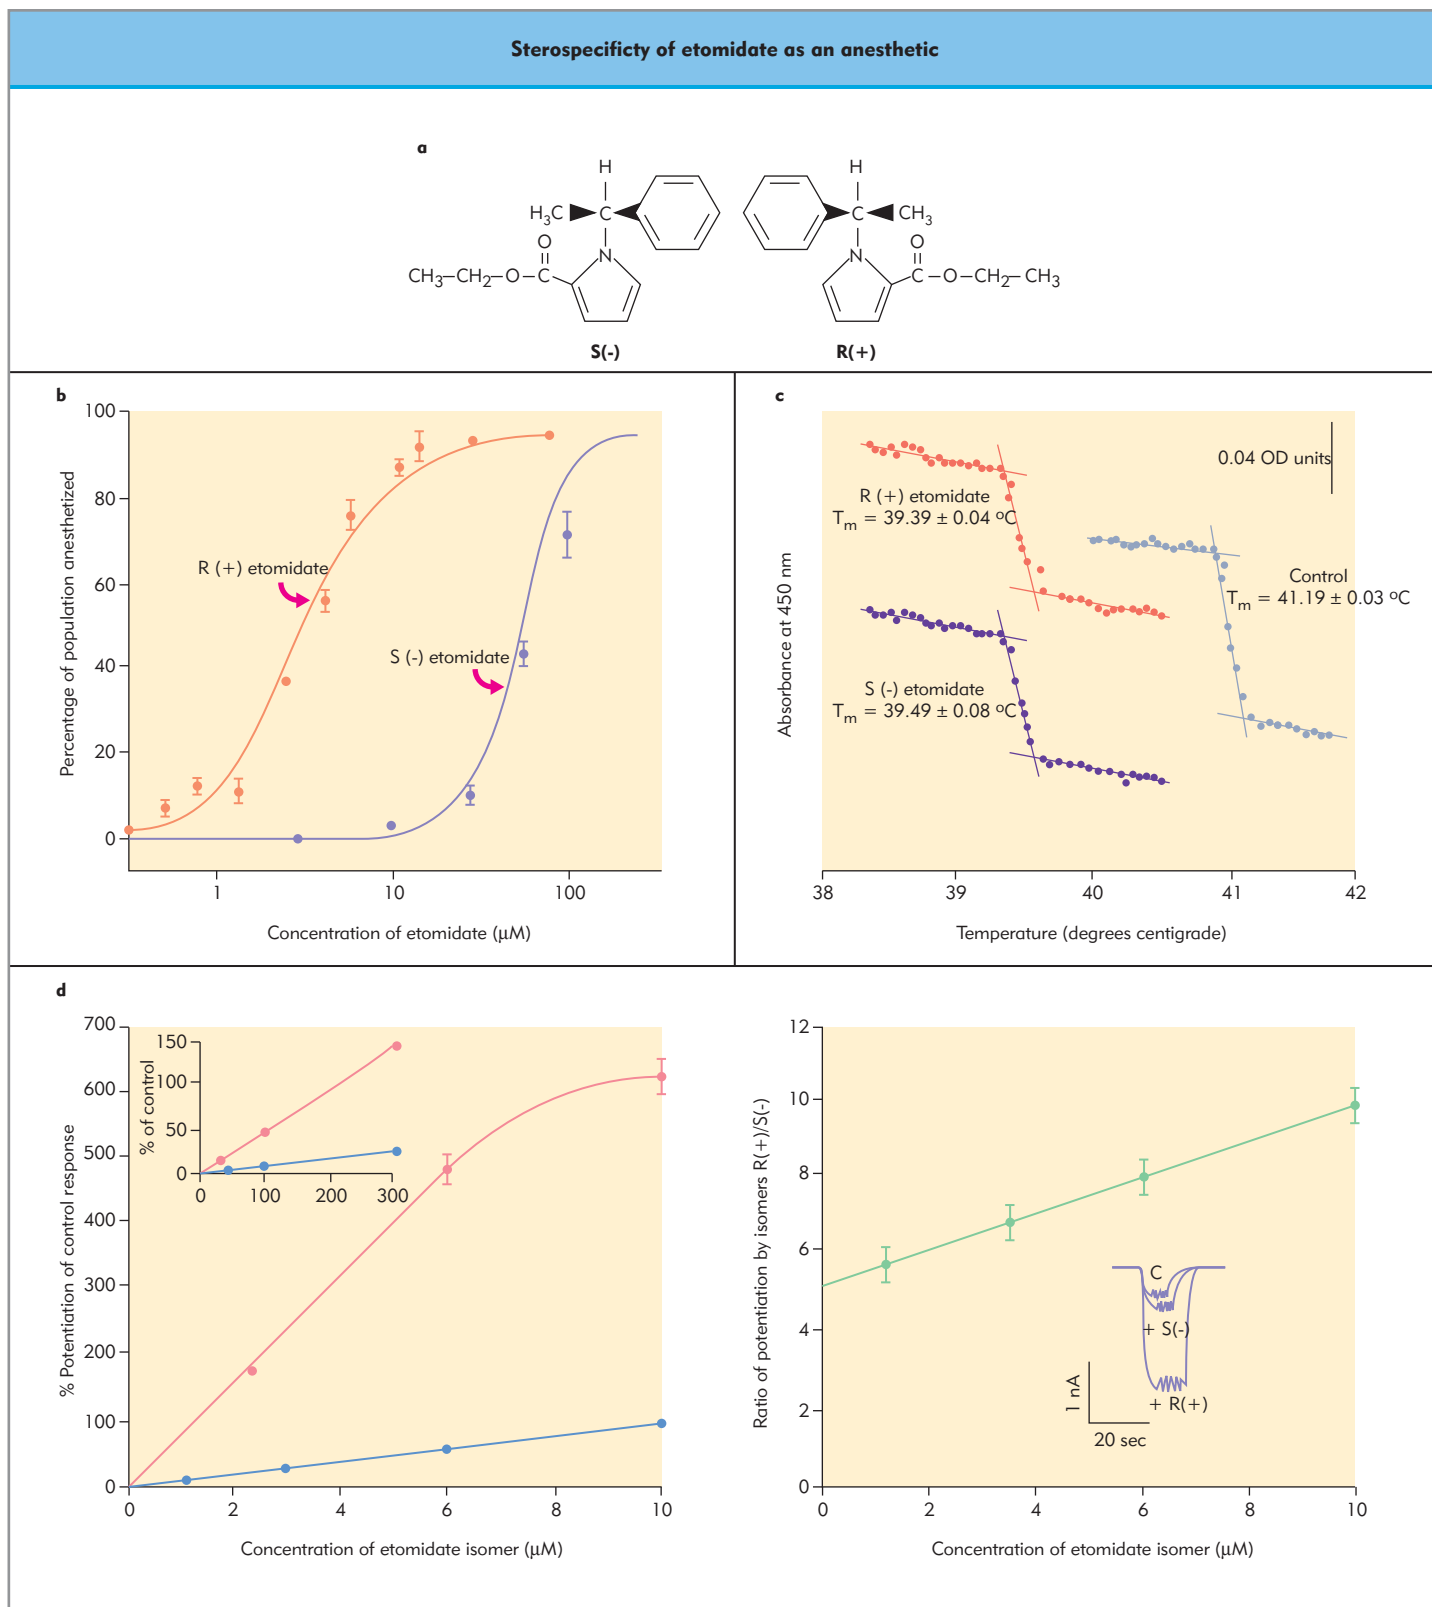 Sterospecificty of etomidate as an anesthetic
a
H
H₃C
C
O
CH₃–CH₂–O–C
N
S(-)
H
C
CH₃
O
N
C–O–CH₂–CH₃
R(+)
b
Percentage of population anesthetized
100
80
60
40
20
0
R (+) etomidate
S (-) etomidate
1
10
100
Concentration of etomidate (μM)
c
Absorbance at 450 nm
0.04 OD units
R (+) etomidate
Tm = 39.39 ± 0.04 ºC
Control
Tm = 41.19 ± 0.03 ºC
S (-) etomidate
Tm = 39.49 ± 0.08 ºC
38
39
40
41
42
Temperature (degrees centigrade)
d
% Potentiation of control response
700
600
500
400
300
200
100
0
% of control
150
100
50
0
0
100
200
300
0
2
4
6
8
10
Concentration of etomidate isomer (μM)
Ratio of potentiation by isomers R(+)/S(-)
12
10
8
6
4
2
0
C
+ S(-)
+ R(+)
1 nA
20 sec
0
2
4
6
8
10
Concentration of etomidate isomer (μM)